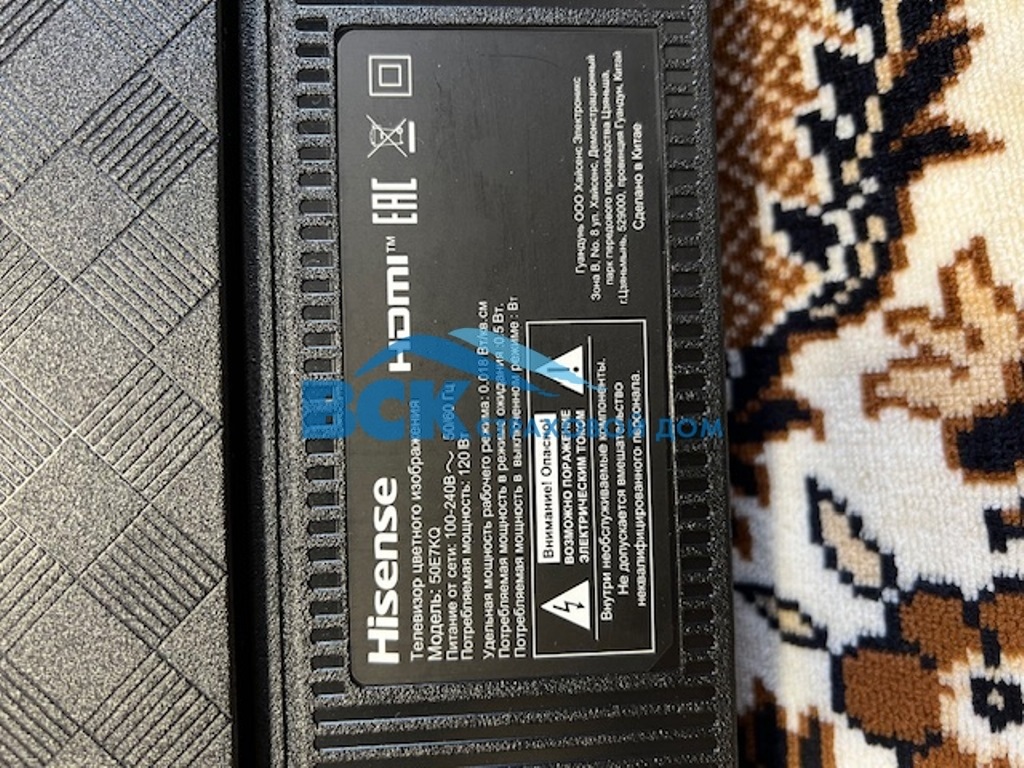 Hisense HDMI™ EAC
Телевизор цветного изображения
Модель: 50E7KQ
Питание от сети: 100-240В～ 50/60 Гц
Потребляемая мощность: 120 Вт
Удельная мощность рабочего режима: 0.018 Вт/кв.см
Потребляемая мощность в режиме ожидания :0.5 Вт.
Потребляемая мощность в выключенном режиме : Вт
Внимание! Опасно!
ВОЗМОЖНО ПОРАЖЕНИЕ
ЭЛЕКТРИЧЕСКИМ ТОКОМ
Внутри необслуживаемые компоненты.
Не допускается вмешательство
неквалифицированного персонала.
Гуандунь ООО Хайсенс Электроникс
Зона В, No. 8 ул. Хайсенс, Демонстрационный
парк передового производства Цзяньша,
г.Цзянмынь, 529000, провинция Гуандун, Китай
Сделано в Китае
ВСК
СТРАХОВОЙ ДОМ